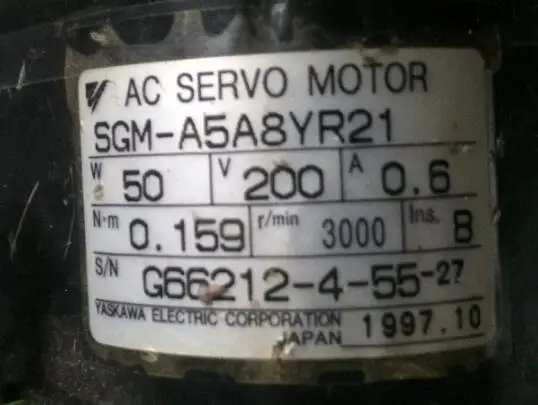 AC SERVO MOTOR
SGM-A5A8YR21
W 50 V 200 A 0.6
N·m 0.159 r/min 3000 Ins. B
S/N G66212-4-55-27
YASKAWA ELECTRIC CORPORATION
JAPAN 1997.10